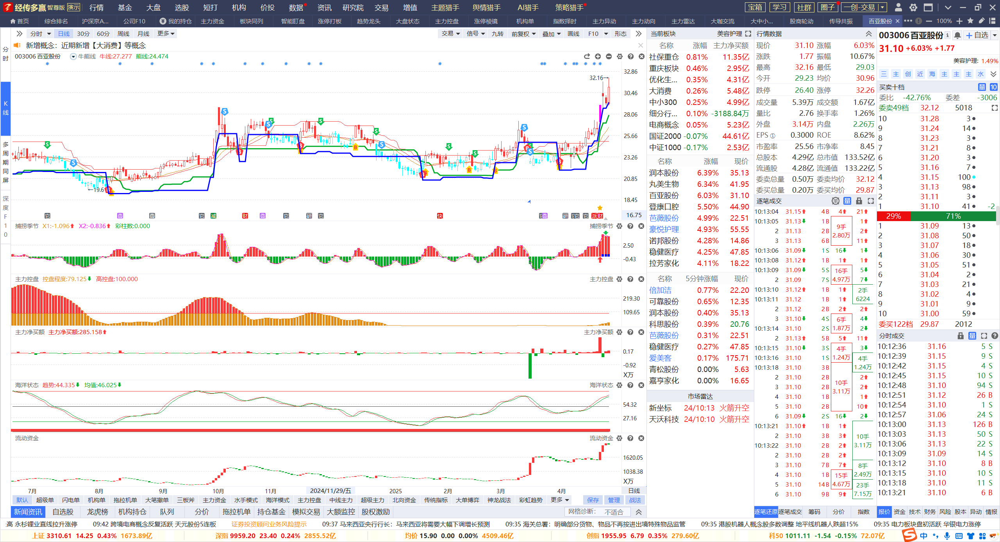 经传多赢 智尊版 演示 行情 基金 大盘 选股 短打 机构 价投 数据 资讯 研究院 交易 增值 主题猎手 舆情猎手 AI猎手 策略猎手 宝箱 学习 社群 圈子 一创-交易
首页 综合排名 沪深京A... 公司F10 我的持仓 主力资金 板块同列 智能盯盘 涨停打板 趋势龙头 大盘状态 主力控盘 涨停棱镜 机构单 指数择时 主力异动 主力动向 主力雷达 大咖交流 大中小... 股商轮动 传导共振 百亚股份 100%
分时 日线 30分 60分 周线 月线 更多 交易 信号 九转 前复权 叠加 画线 F10 形态
新增概念：近期新增【大消费】等概念
003006 百亚股份 牛熊线 牛线:27.277 熊线:24.474
分时
K线
多周期同屏
深度F10
32.86
32.16→
30.46
28.06
25.66
23.26
20.85
←19.6
18.45
16.75
捕捞季节 X1:-1.096 X2:-0.836 彩柱数:0.000 捕捞季节
2.50
-0.43
主力控盘 控盘程度:79.125 高控盘:100.000 主力控盘
219.30
109.65
主力净买额 主力净买额:285.158 主力净买额
0.17
-0.92
X万
海洋状态 趋势:44.335 均值:46.025 海洋状态
54.32
27.16
流动资金 流动资金
1620.05
1038.38
X万
7月 8月 9月 10月 11月 2024/11/29/五 2025 2月 3月 4月 日线
默认 超级单 闪电单 机构单 拖拉机单 大笔撤单 三板斧 主力资金 水手模式 海洋模式 主力控盘 中线主力 超级主力 北向资金 传统指标 大单博弈 神龙战法 彩虹趋势 更多 保存 管理 战法
新闻资讯 自选股 龙虎榜 机构持仓 队列 分价 拖拉机单 持仓基金 模拟交易 大额监控 股权激励 网格诊断: 不适合
当前板块 美容护理
名称 涨幅 主力净买额
社保重仓 0.81% 11.35亿
重庆板块 0.46% 2.95亿
优化生... 0.35% 4.31亿
大消费 0.26% 5.48亿
中小300 0.25% 4.99亿
细分行... 0.10% -3188.84万
电商概念 0.05% 5.23亿
国证2000 -0.07% 44.61亿
中证1000 -0.17% 2.53亿
名称 涨幅 现价
润本股份 6.39% 35.13
丸美生物 6.34% 41.95
百亚股份 6.03% 31.10
登康口腔 5.50% 44.90
芭薇股份 4.99% 22.51
豪悦护理 4.93% 55.55
诺邦股份 4.28% 14.86
稳健医疗 4.25% 47.85
拉芳家化 4.11% 18.22
名称 5分钟涨幅 现价
倍加洁 0.77% 22.20
可靠股份 0.65% 12.35
润本股份 0.40% 35.13
科思股份 0.39% 20.76
芭薇股份 0.31% 22.51
稳健医疗 0.27% 47.85
爱美客 0.17% 175.71
青松股份 0.00% 5.63
嘉亨家化 0.00% 16.65
市场雷达
新坐标 24/10:13 火箭升空
天沃科技 24/10:10 火箭升空
行情数据
现价 31.10 涨幅 6.03%
涨跌 1.77 振幅 10.67%
最高 32.16 最低 29.03
今开 29.23 均价 30.96
跌停 26.40 涨停 32.26
成交量 5.39万 成交额 1.67亿
量比 2.76 换手率 1.26%
外盘 3.14万 内盘 2.26万
EPS① 0.3000 ROE 8.62%
市盈率 25.56 市净率 8.45
总股本 4.29亿 总市值 133.52亿
流通股 4.28亿 流通值 133.22亿
委卖总量 0.50万 委卖均价 32.12
委买总量 0.20万 委买均价 29.87
逐笔成交 单 量
10:13:04 31.15 4B 4 21
10:13:05 31.13 1B 1
2 31.13 2B 9手 2.80万 2
3 31.13 6B 11
10:13:06 31.09 1S 16 1
10:13:08 31.12 1B 1 1
10:13:09 31.09 5S 16手 5
2 31.09 7S 4.97万 7
10:13:10 31.12 1B 1 2手
10:13:11 31.12 1B 1 6224
2 31.12 2B 2 2
3 31.10 4S 6手 4
10:13:14 31.10 2S 1.87万 2
2 31.13 5B 5 11
10:13:15 31.10 3S 4手 3
10:13:16 31.10 1S 1.24万 4手
10:13:18 31.10 3B 1.24万
2 31.10 2B 10手 2
3 31.10 2B 3.11万 2
4 31.10 1B 1
5 31.10 2B 10
6 31.09 2S 16 2
10:13:21 31.10 1B 1
2 31.10 3B 3 10手
10:13:22 31.10 2B 2 3.11万
2 31.10 2B 2
3 31.10 7B 7 8手
4 31.10 1B 15手 2.49万
5 31.10 14B 4.67万 23手
6 31.10 9B 9 7.15万
逐笔还原 逐笔成交 筹码 分价 指数
003006 百亚股份 自选
31.10 +6.03% +1.77
美容护理: 1.49%
三 主 创 近 海 主 主 主 水
买卖十档 量 10
委比 -42.76% 委差 -3006
委卖49档 32.12 5018
10 31.28 3
9 31.24 14
8 31.23 3
7 31.21 8
6 31.20 3
5 31.16 7
4 31.15 100
3 31.13 98
2 31.11 3
1 31.10 41 -2
29% 71%
1 31.09 13
2 31.08 50
3 31.07 18
4 31.06 30
5 31.05 51
6 31.04 2
7 31.03 21
8 31.02 4
9 31.01 9
10 31.00 59
委买122档 29.87 2012
分时成交 量
10:12:36 31.16 5 S
10:12:39 31.15 9 S
10:12:42 31.15 4 S
10:12:45 31.15 10 S
10:12:48 31.10 94 S
10:12:51 31.12 26 B
10:12:54 31.10 1 S
10:12:57 31.06 24 S
10:13:00 31.13 126 B
10:13:03 31.13 50 S
10:13:06 31.13 22 S
10:13:09 31.09 14 S
10:13:12 31.10 8 B
10:13:15 31.10 10 S
10:13:18 31.10 11 S
10:13:21 31.10 6 B
报价 资金 技术 财务 风险 股本 异动 情报
高 永杉锂业直线拉升涨停 09:42 跨境电商概念反复活跃 天元股份5连板 证券投资顾问业务风险提示 09:37 马来西亚央行行长：马来西亚将需要大幅下调增长预测 09:35 海关总署：明确部分货物、物品不再按进出境特殊物品监管 09:35 港股机器人概念股多数调整 地平线机器人跌超15% 09:35 电力板块盘初活跃 华银电力涨停
上证 3310.61 14.25 0.43% 1673.89亿 深指 9959.20 23.40 0.24% 2855.52亿 均价 15.90 0.00 0.00% 4509.46亿 创指 1955.95 6.79 0.35% 279.60亿 科50 1011.11 -1.54 -0.15% 72.07亿 中